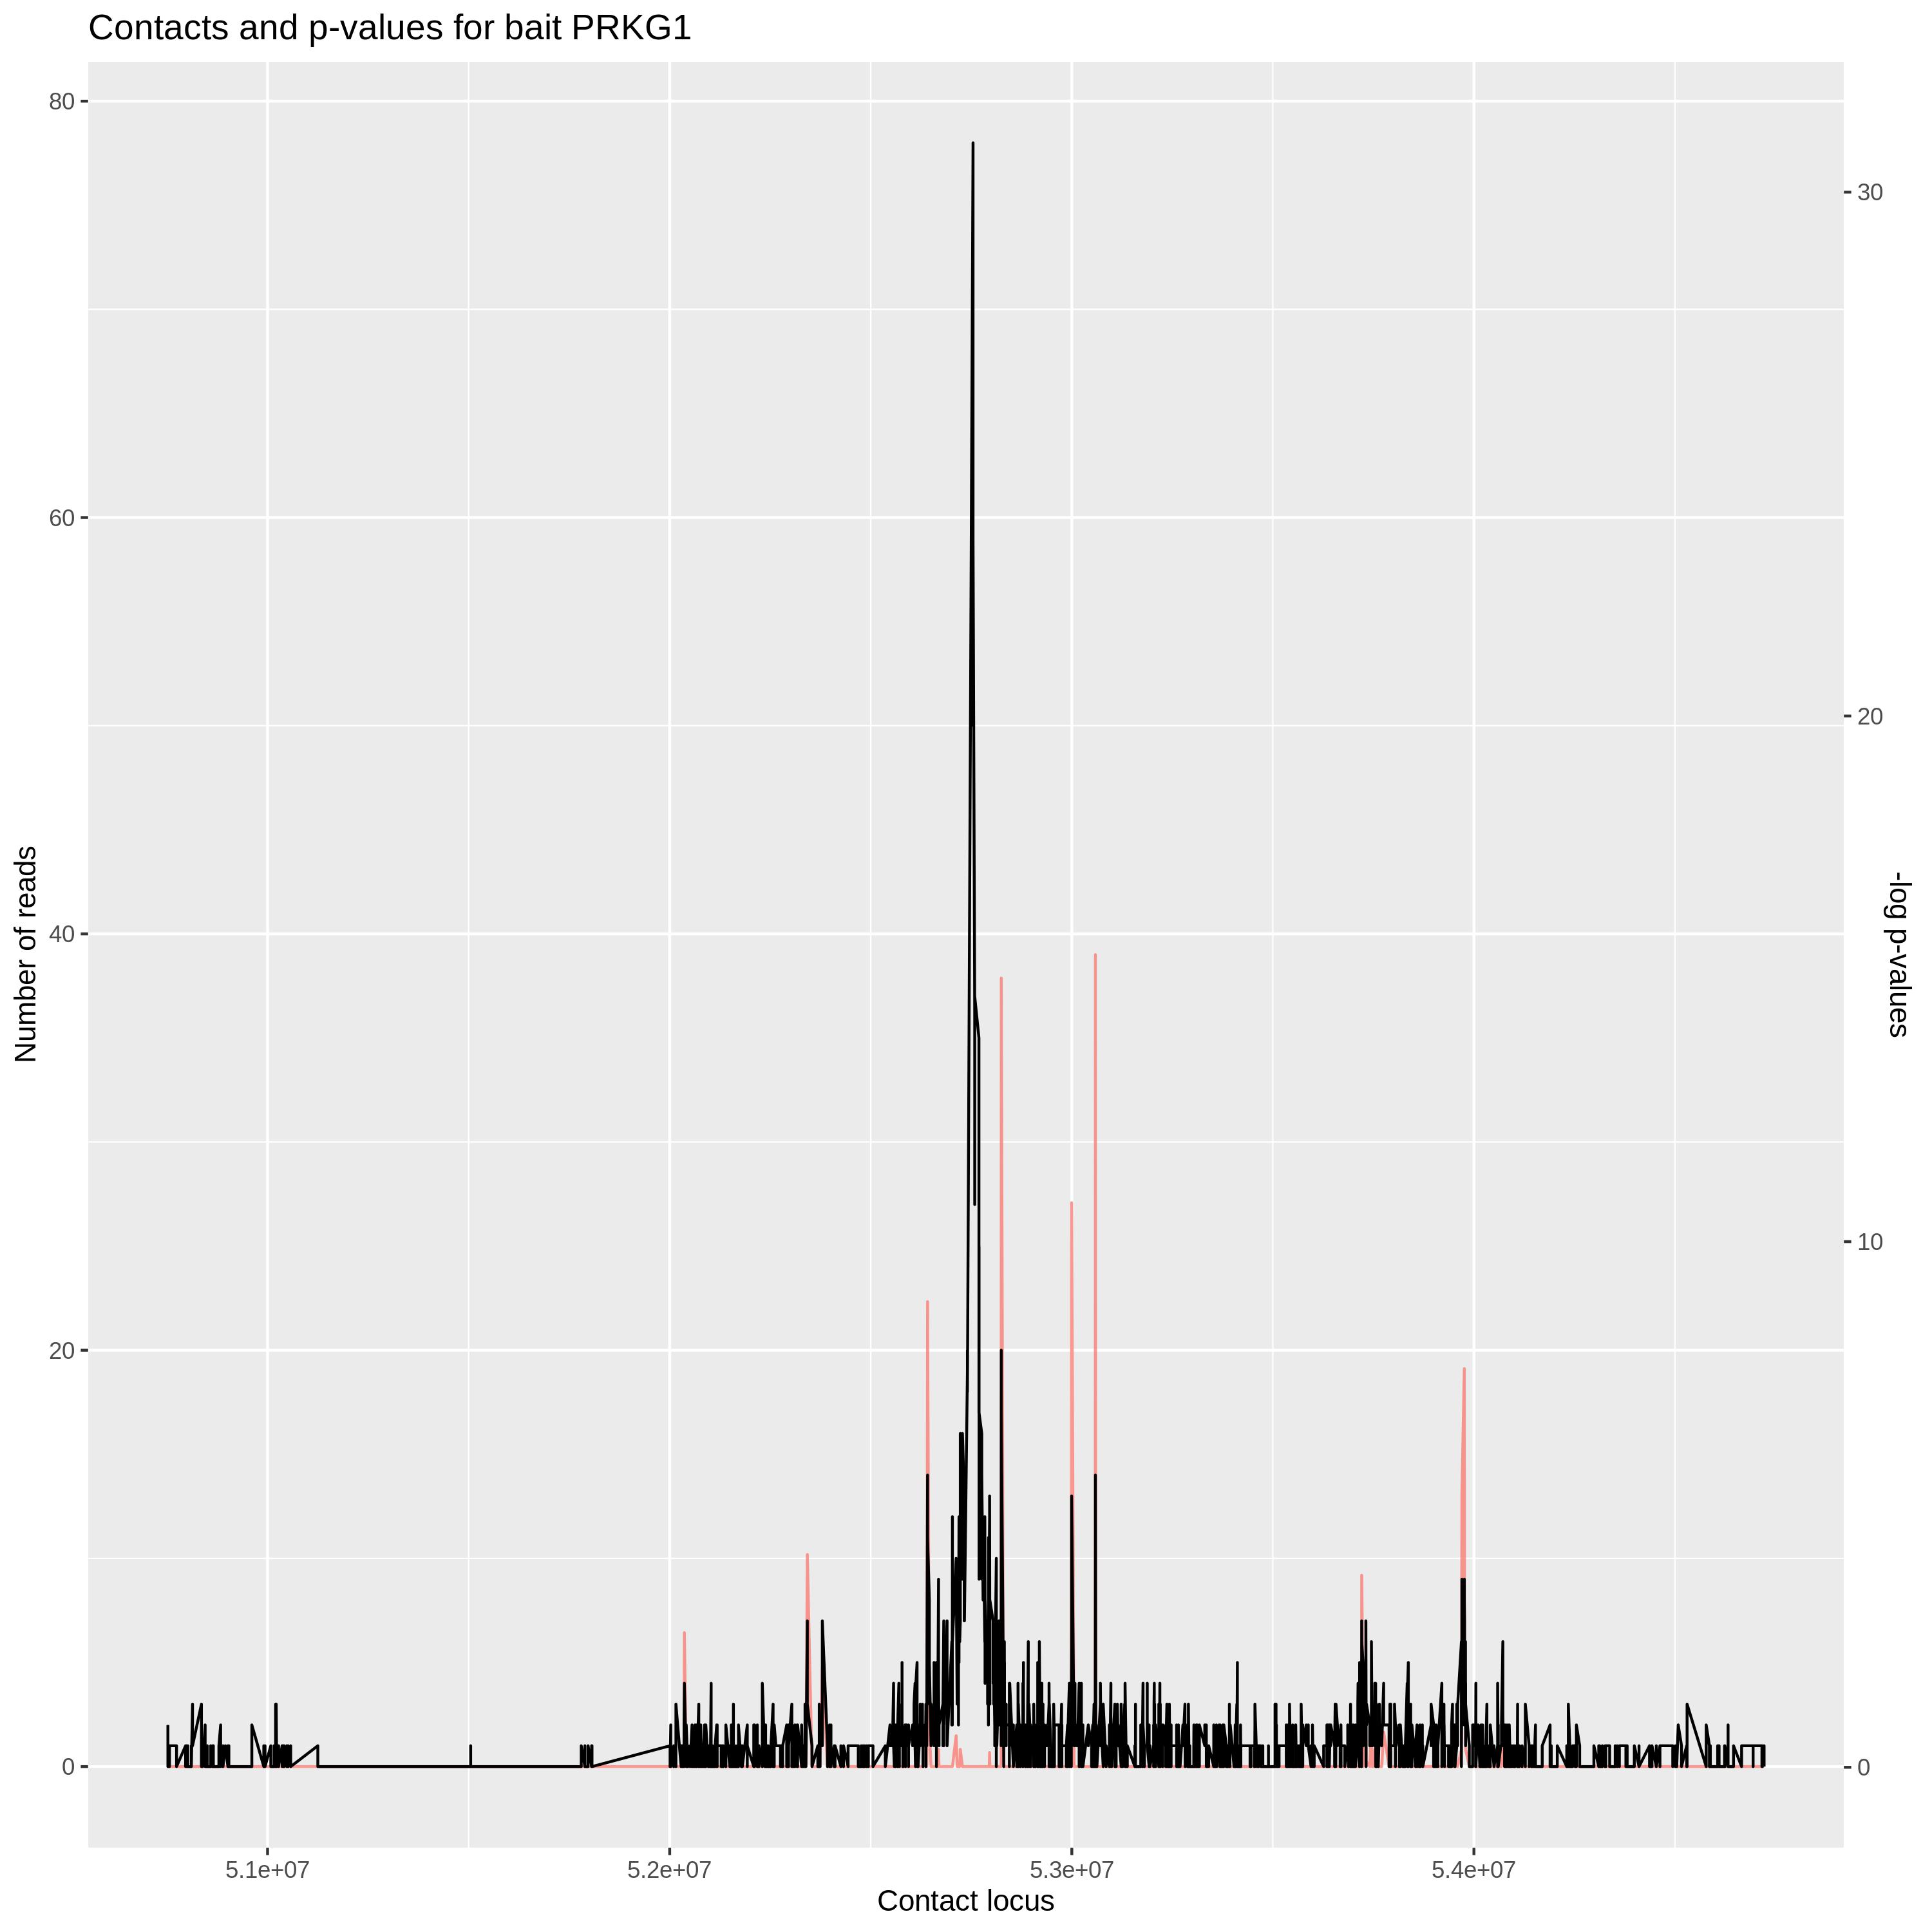 Contacts and p-values for bait PRKG1
80
60
40
20
0
Number of reads
30
20
10
0
-log p-values
5.1e+07
5.2e+07
5.3e+07
5.4e+07
Contact locus